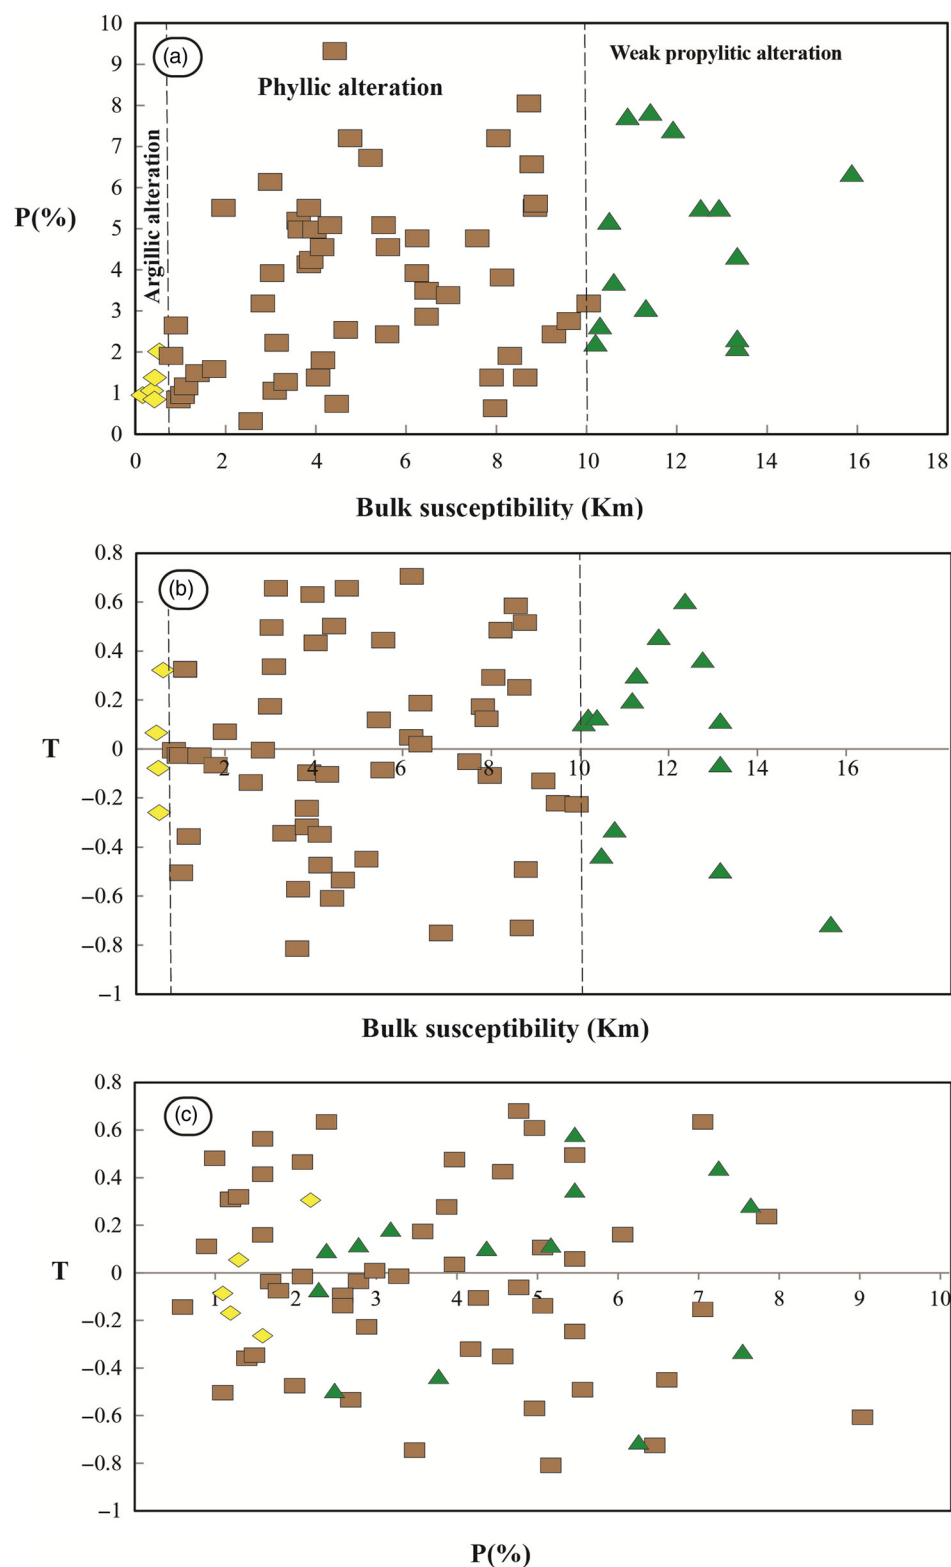 10
(a)
Weak propylitic alteration
9
Phyllic alteration
8
7
Argillic alteration
6
P(%)
5
4
3
2
1
0
0 2 4 6 8 10 12 14 16 18
Bulk susceptibility (Km)
0.8
(b)
0.6
0.4
0.2
T
0
2 4 6 8 10 12 14 16
−0.2
−0.4
−0.6
−0.8
−1
Bulk susceptibility (Km)
0.8
(c)
0.6
0.4
0.2
T
0
1 2 3 4 5 6 7 8 9 10
−0.2
−0.4
−0.6
−0.8
−1
P(%)